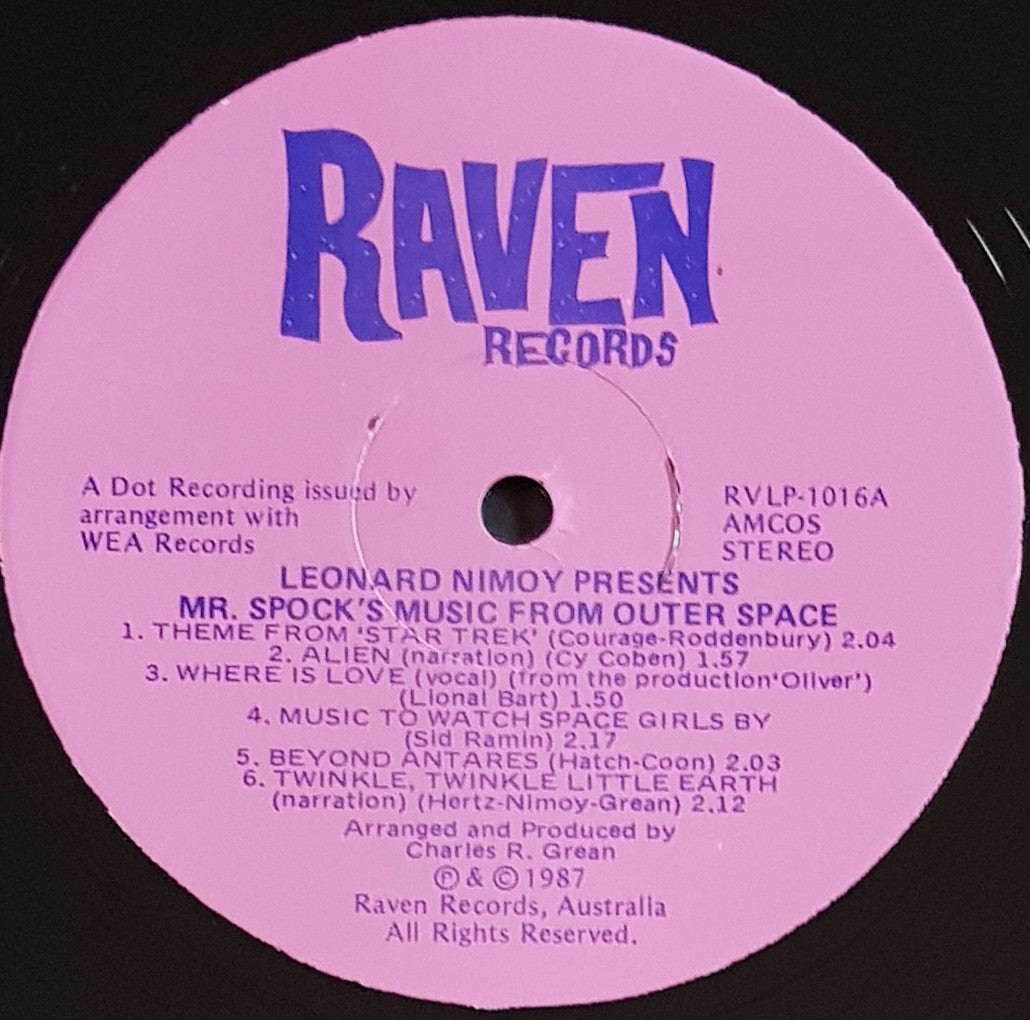 RAVEN
RECORDS
A Dot Recording issued by
arrangement with
WEA Records
RVLP-1016A
AMCOS
STEREO
LEONARD NIMOY PRESENTS
MR. SPOCK'S MUSIC FROM OUTER SPACE
1. THEME FROM 'STAR TREK' (Courage-Roddenbury) 2.04
2. ALIEN (narration) (Cy Coben) 1.57
3. WHERE IS LOVE (vocal) (from the production'Oliver')
(Lional Bart) 1.50
4. MUSIC TO WATCH SPACE GIRLS BY
(Sid Ramin) 2.17
5. BEYOND ANTARES (Hatch-Coon) 2.03
6. TWINKLE, TWINKLE LITTLE EARTH
(narration) (Hertz-Nimoy-Grean) 2.12
Arranged and Produced by
Charles R. Grean
Ⓟ & © 1987
Raven Records, Australia
All Rights Reserved.